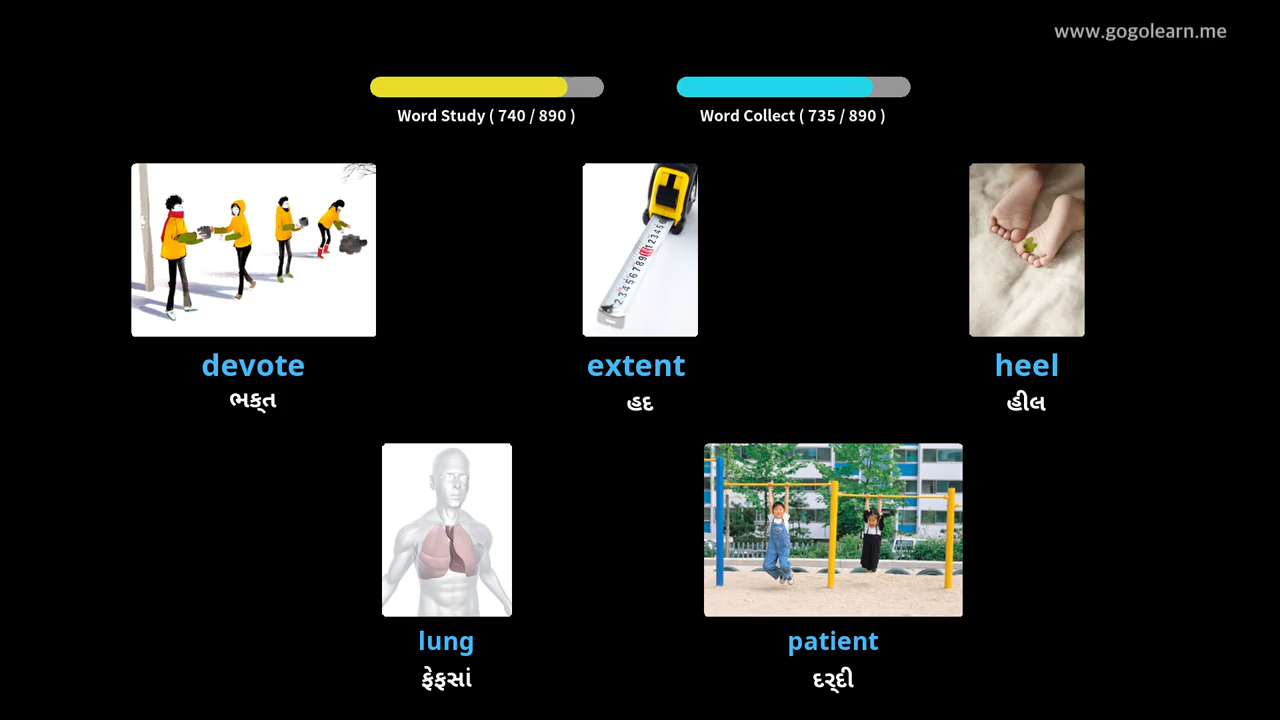 www.gogolearn.me
Word Study ( 740 / 890 )
Word Collect ( 735 / 890 )
devote
ભક્ત
extent
હદ
heel
હીલ
lung
ફેફસાં
patient
દર્દી